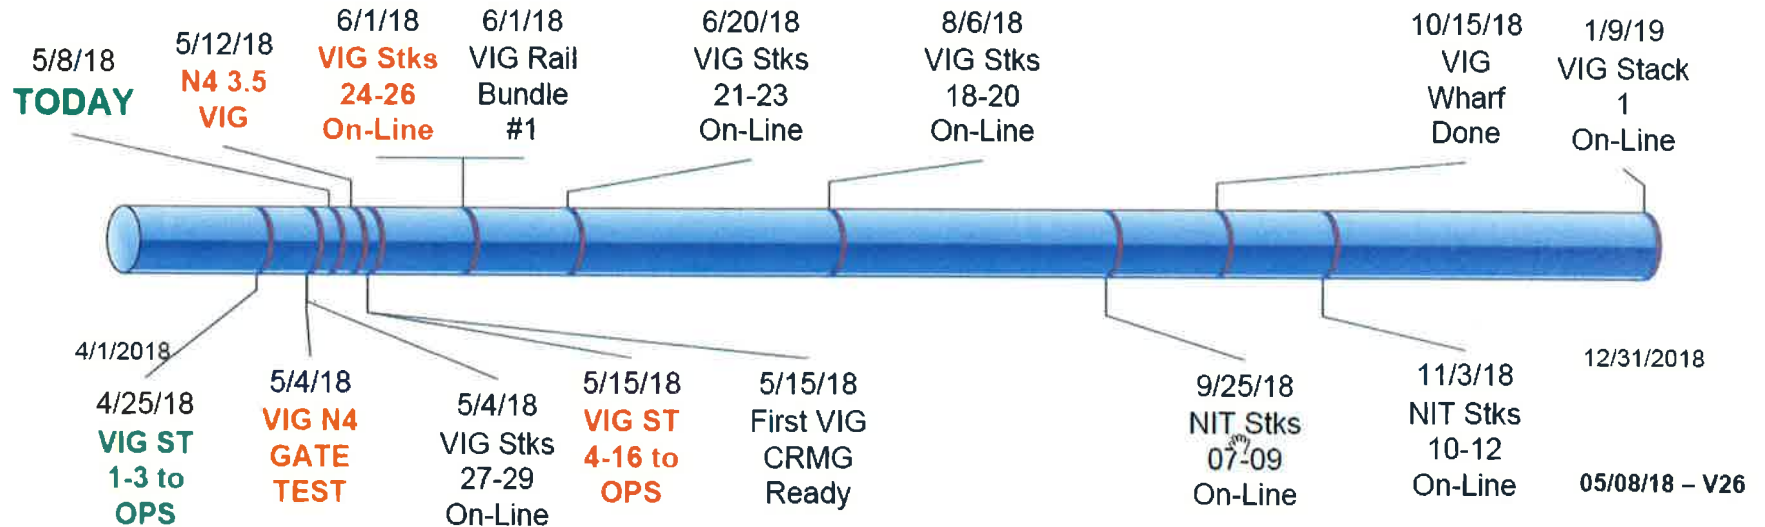 5/8/18
TODAY
5/12/18
N4 3.5
VIG
6/1/18
VIG Stks
24-26
On-Line
6/1/18
VIG Rail
Bundle
#1
6/20/18
VIG Stks
21-23
On-Line
8/6/18
VIG Stks
18-20
On-Line
10/15/18
VIG
Wharf
Done
1/9/19
VIG Stack
1
On-Line
4/1/2018
4/25/18
VIG ST
1-3 to
OPS
5/4/18
VIG N4
GATE
TEST
5/4/18
VIG Stks
27-29
On-Line
5/15/18
VIG ST
4-16 to
OPS
5/15/18
First VIG
CRMG
Ready
9/25/18
NIT Stks
07-09
On-Line
11/3/18
NIT Stks
10-12
On-Line
12/31/2018
05/08/18 – V26